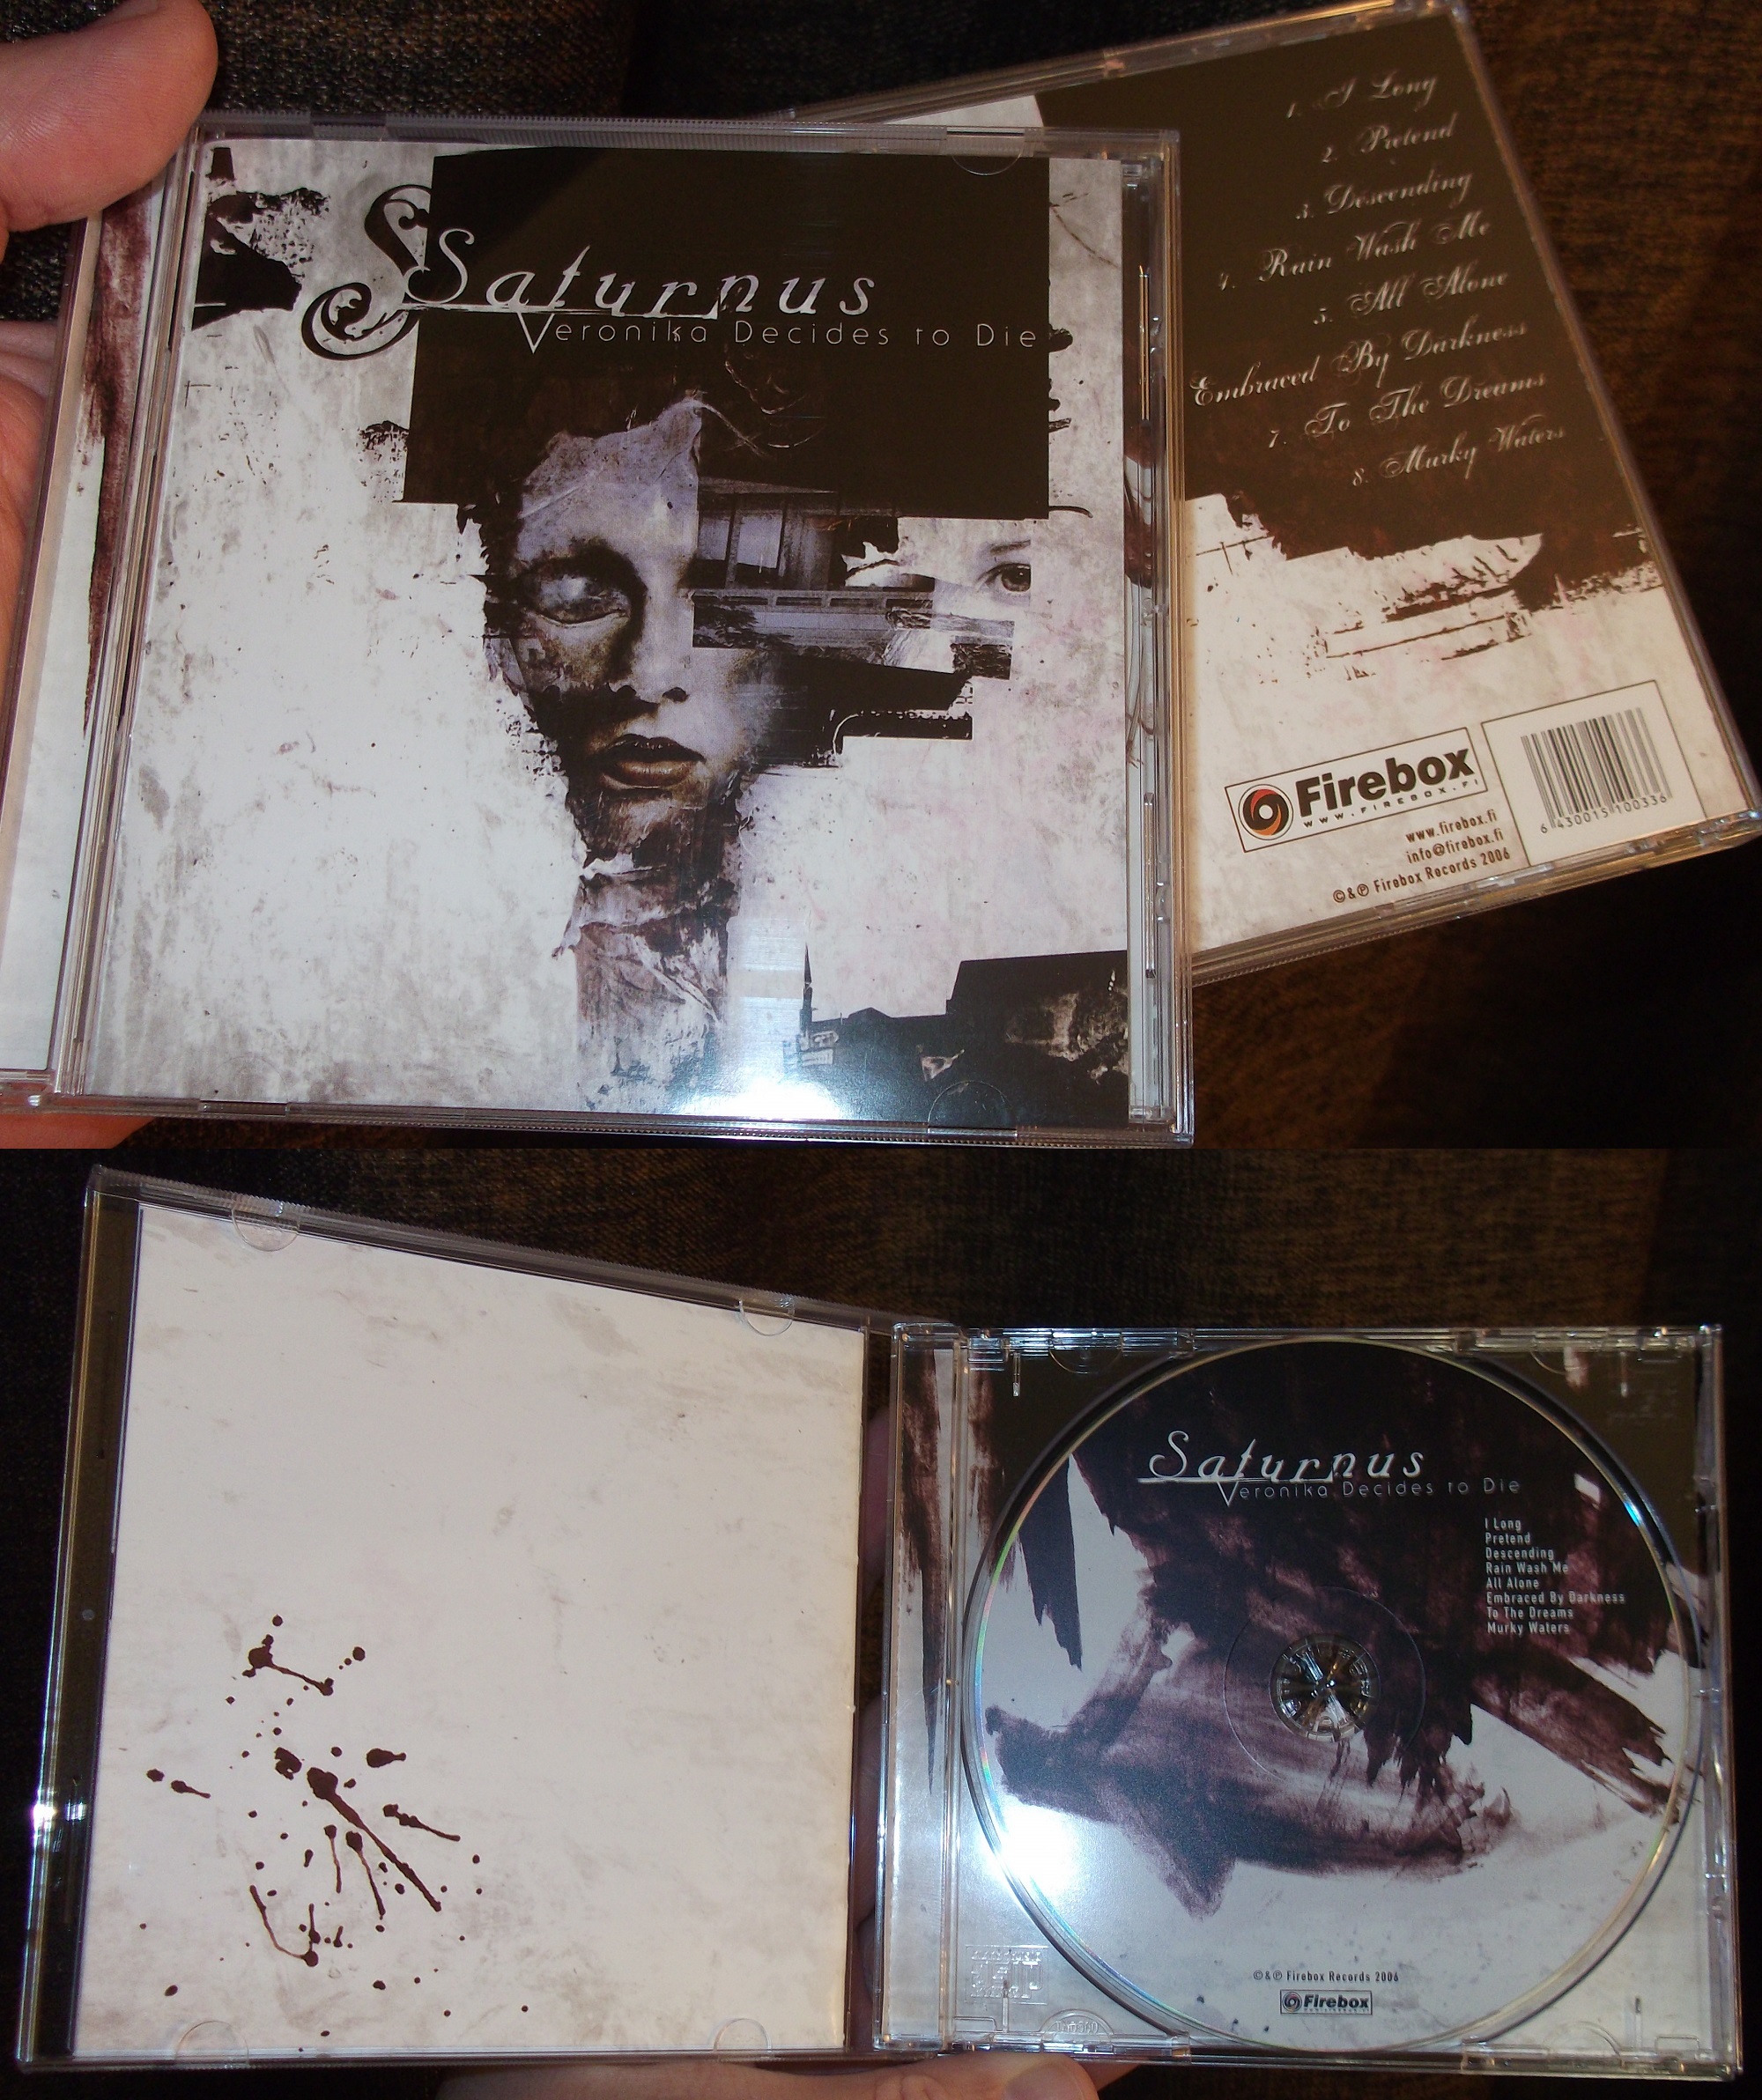 Saturnus
Veronika Decides to Die
1. I Long
2. Pretend
3. Descending
4. Rain Wash Me
5. All Alone
Embraced By Darkness
7. To The Dreams
8. Murky Waters
Firebox
WWW.FIREBOX.FI
6 430015 100336
www.firebox.fi
info@firebox.fi
©&℗ Firebox Records 2006
Saturnus
Veronika Decides to Die
I Long
Pretend
Descending
Rain Wash Me
All Alone
Embraced By Darkness
To The Dreams
Murky Waters
©&℗ Firebox Records 2006
Firebox